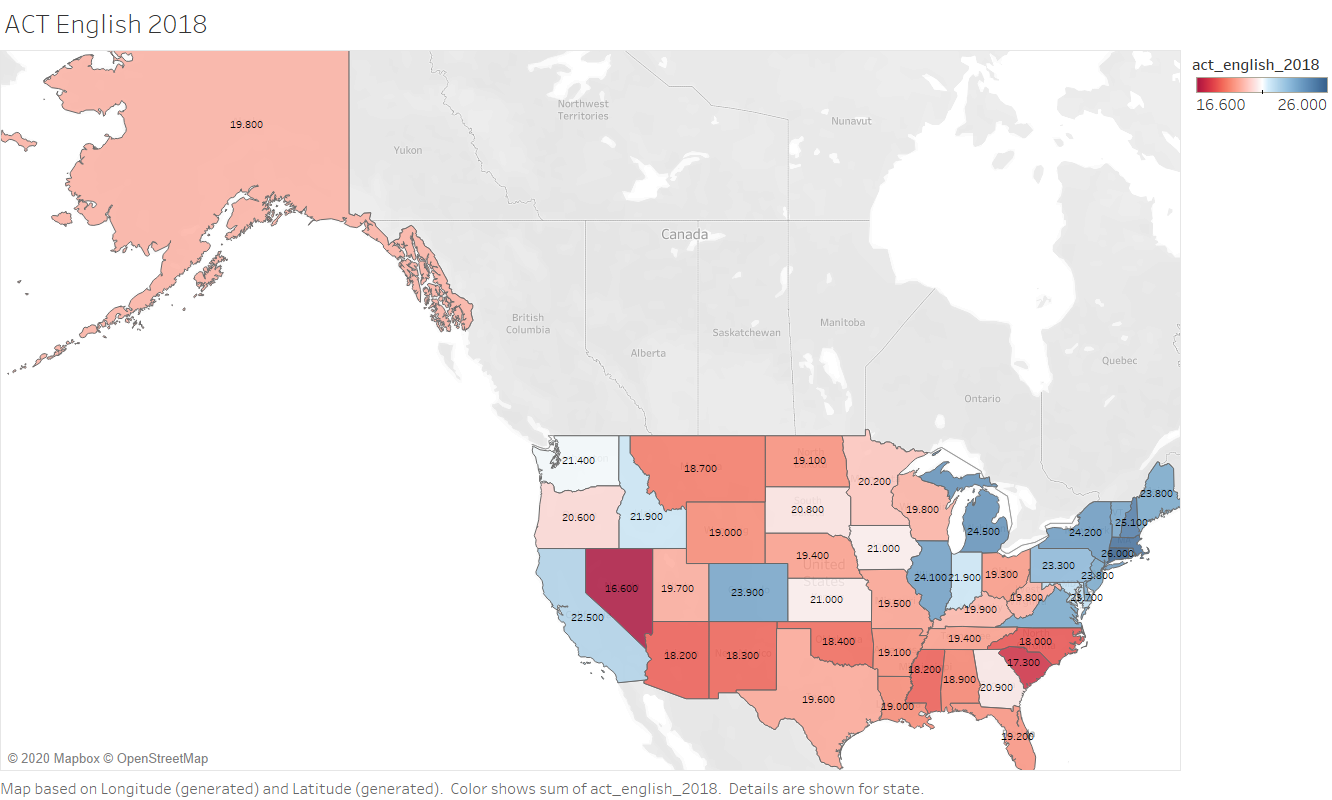 ACT English 2018
act_english_2018
16.600 26.000
19.800
Northwest
Territories
Nunavut
Yukon
Canada
British
Columbia
Alberta
Saskatchewan
Manitoba
Ontario
Quebec
21.400
18.700
19.100
20.200
23.800
20.600
21.900
19.000
20.800
19.800
24.500
24.200
25.100
26.000
16.600
19.700
23.900
19.400
21.000
21.000
24.100
21.900
19.300
23.300
23.800
22.500
United
States
19.500
19.900
19.800
18.200
18.300
18.400
19.100
19.400
18.000
17.300
19.600
19.000
18.200
18.900
20.900
19.200
© 2020 Mapbox © OpenStreetMap
Map based on Longitude (generated) and Latitude (generated). Color shows sum of act_english_2018. Details are shown for state.